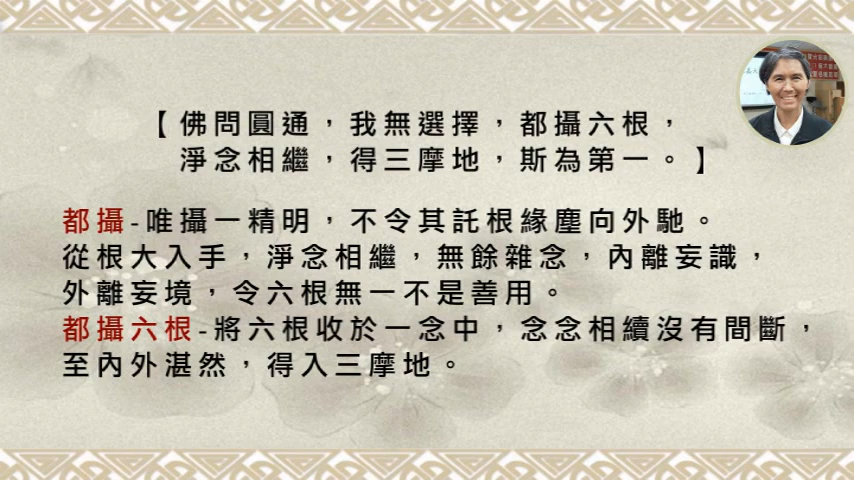 【佛問圓通，我無選擇，都攝六根，
淨念相繼，得三摩地，斯為第一。】
都攝-唯攝一精明，不令其託根緣塵向外馳。
從根大入手，淨念相繼，無餘雜念，內離妄識，
外離妄境，令六根無一不是善用。
都攝六根-將六根收於一念中，念念相續沒有間斷，
至內外湛然，得入三摩地。